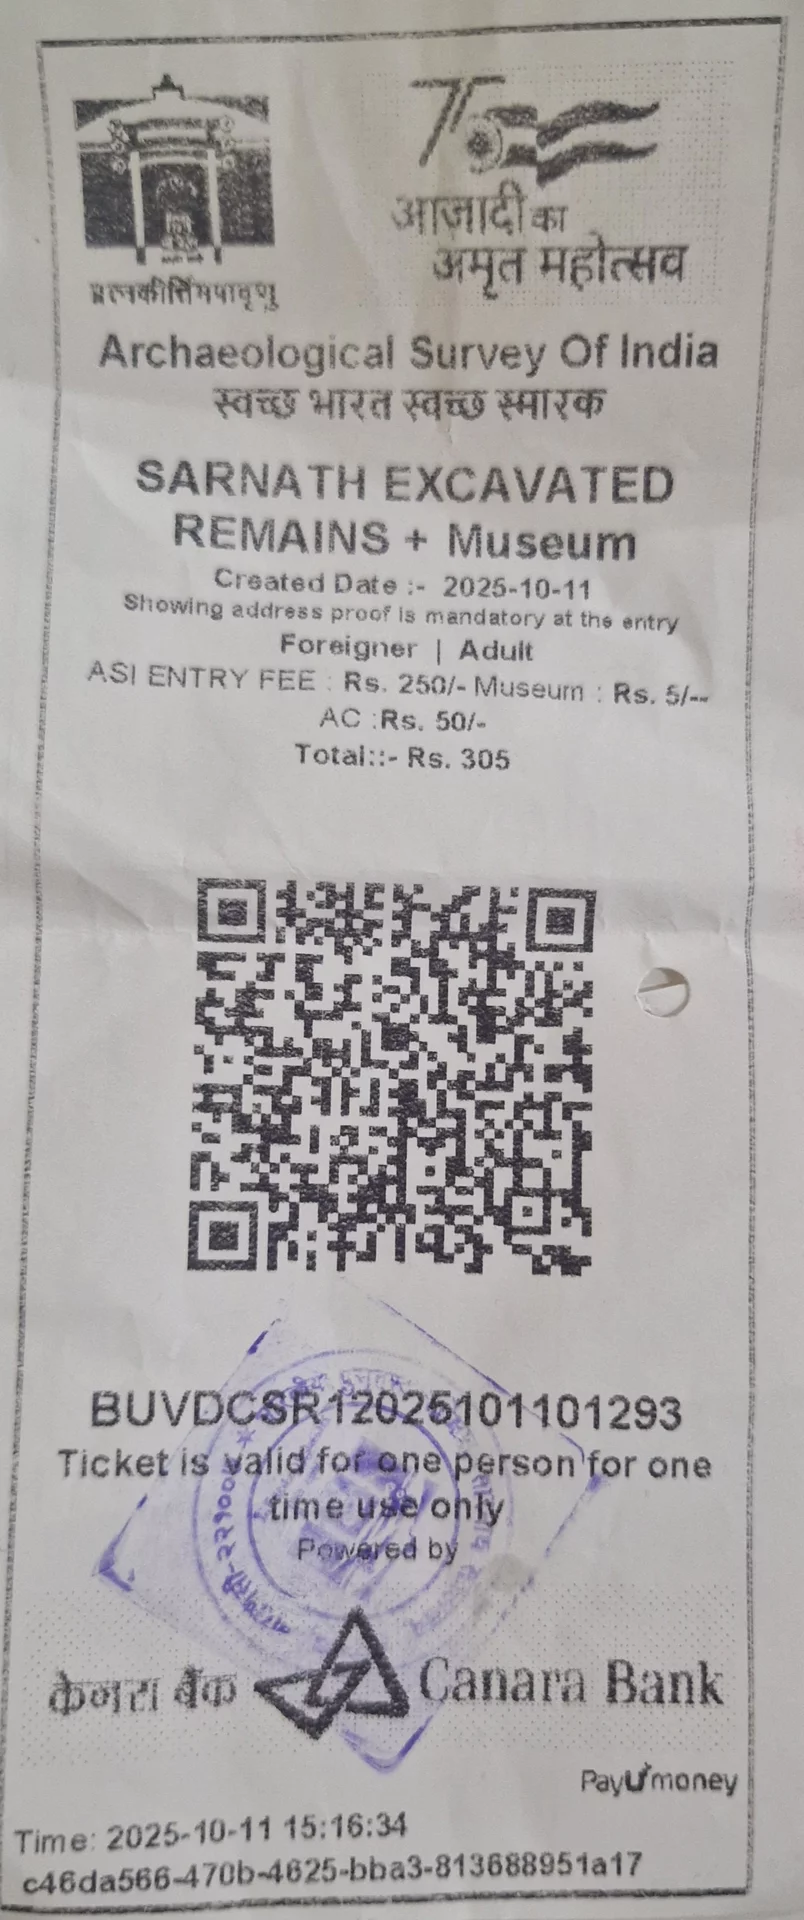 75
आज़ादी का
अमृत महोत्सव
प्रत्नकीर्तिमपावृणु
Archaeological Survey Of India
स्वच्छ भारत स्वच्छ स्मारक
SARNATH EXCAVATED
REMAINS + Museum
Created Date :- 2025-10-11
Showing address proof is mandatory at the entry
Foreigner | Adult
ASI ENTRY FEE : Rs. 250/- Museum : Rs. 5/--
AC :Rs. 50/-
Total::- Rs. 305
BUVDCSR12025101101293
Ticket is valid for one person for one
time use only
Powered by
केनरा बैंक Canara Bank
PayUmoney
Time: 2025-10-11 15:16:34
c46da566-470b-4625-bba3-813688951a17